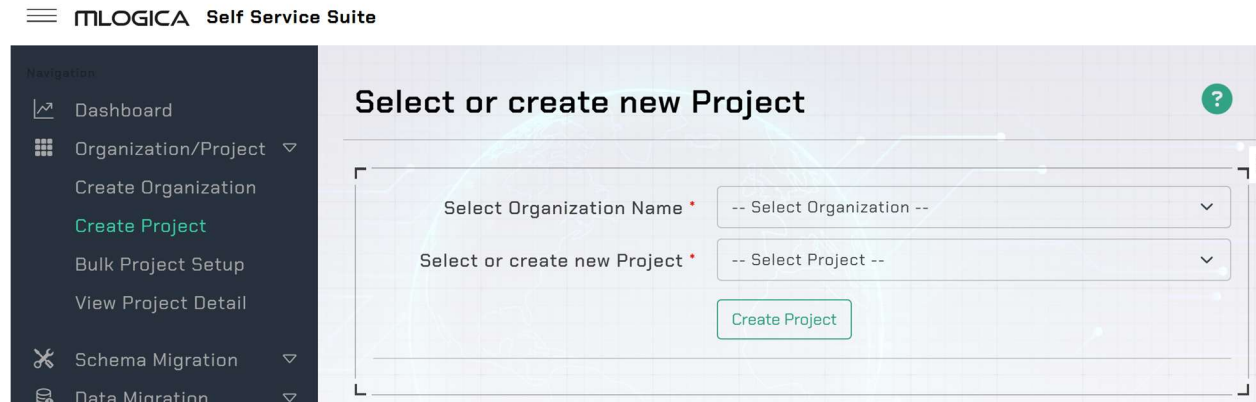 MLOGICA Self Service Suite
Navigation
Dashboard
Organization/Project
Create Organization
Create Project
Bulk Project Setup
View Project Detail
Schema Migration
Data Migration
Select or create new Project
?
Select Organization Name *
-- Select Organization --
Select or create new Project *
-- Select Project --
Create Project